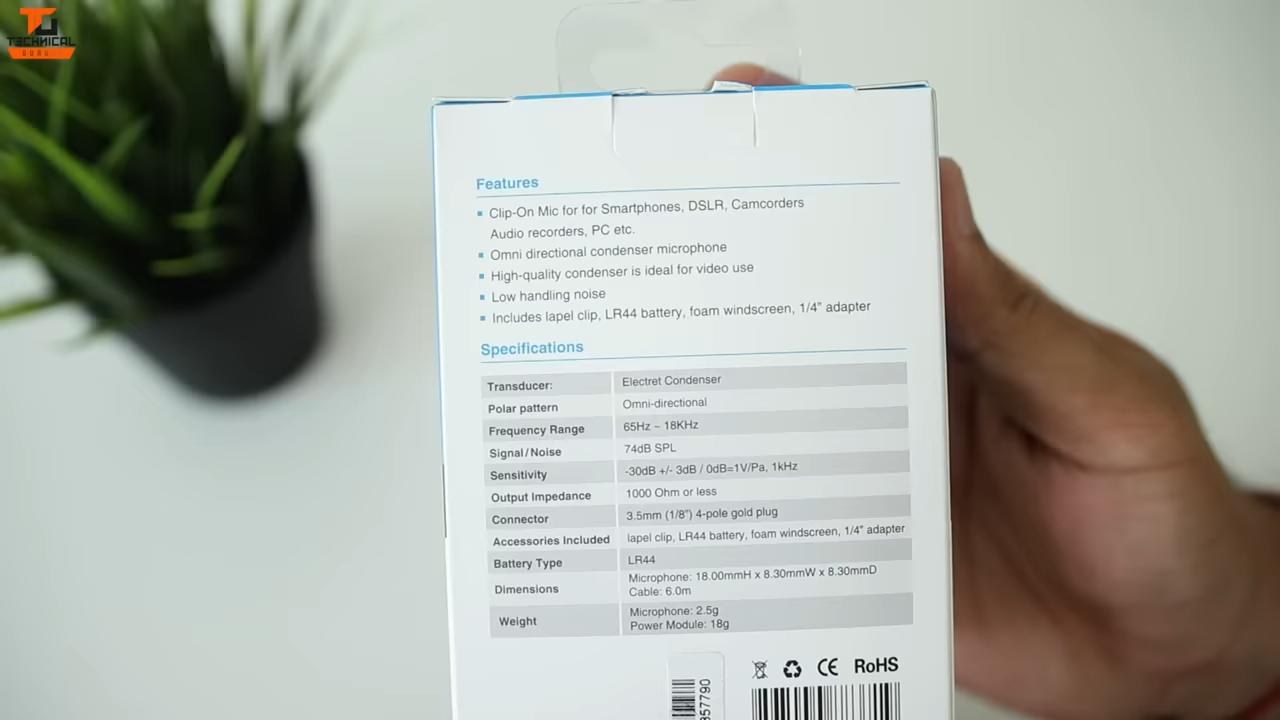 TECHNICAL
GURU
Features
Clip-On Mic for for Smartphones, DSLR, Camcorders
Audio recorders, PC etc.
Omni directional condenser microphone
High-quality condenser is ideal for video use
Low handling noise
Includes lapel clip, LR44 battery, foam windscreen, 1/4" adapter
Specifications
Transducer: Electret Condenser
Polar pattern Omni-directional
Frequency Range 65Hz ~ 18KHz
Signal/Noise 74dB SPL
Sensitivity -30dB +/- 3dB / 0dB=1V/Pa, 1kHz
Output Impedance 1000 Ohm or less
Connector 3.5mm (1/8") 4-pole gold plug
Accessories Included lapel clip, LR44 battery, foam windscreen, 1/4" adapter
Battery Type LR44
Dimensions Microphone: 18.00mmH x 8.30mmW x 8.30mmD
Cable: 6.0m
Weight Microphone: 2.5g
Power Module: 18g
CE RoHS